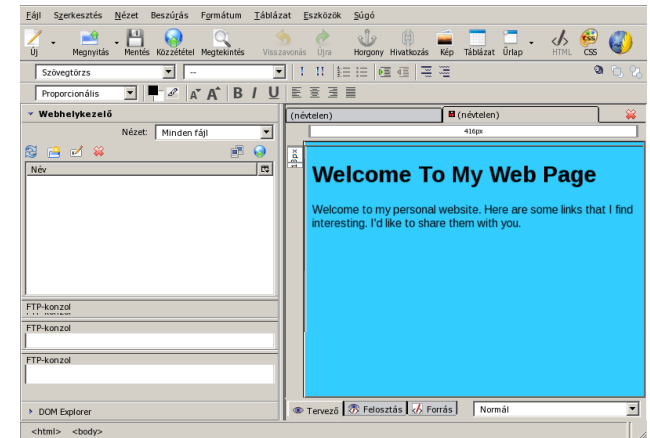 Fájl Szerkesztés Nézet Beszúrás Formátum Táblázat Eszközök Súgó
Új Megnyitás Mentés Közzététel Megtekintés Visszavonás Újra Horgony Hivatkozás Kép Táblázat Űrlap HTML CSS
Szövegtörzs --
Proporcionális A A B I U
Webhelykezelő
Nézet: Minden fájl
Név
FTP-konzol
FTP-konzol
FTP-konzol
DOM Explorer
(névtelen) (névtelen)
416px
Welcome To My Web Page
Welcome to my personal website. Here are some links that I find
interesting. I'd like to share them with you.
Tervező Felosztás Forrás Normál
<html> <body>